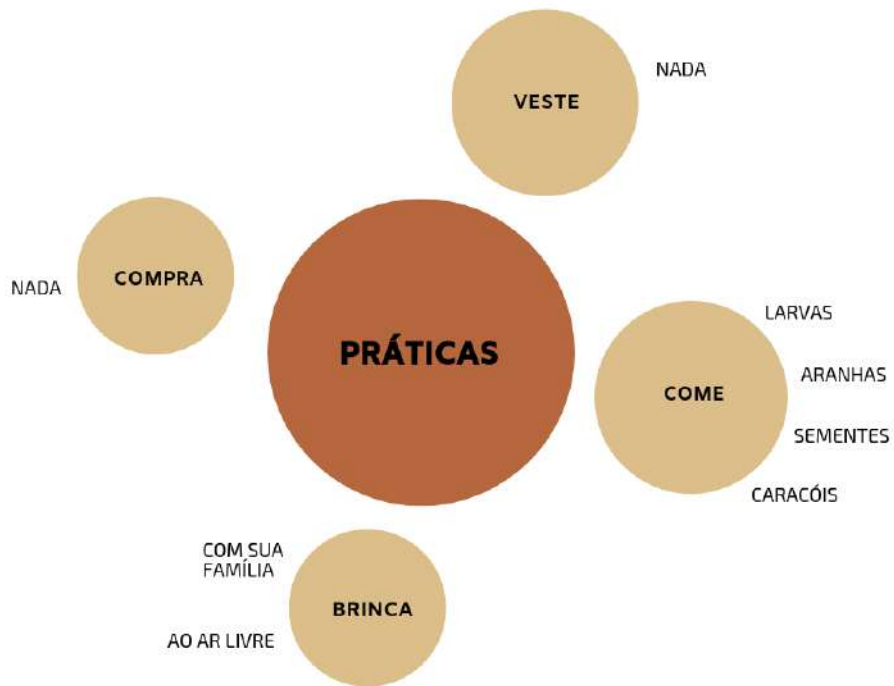 VESTE
NADA
COMPRA
NADA
PRÁTICAS
COME
LARVAS
ARANHAS
SEMENTES
CARACÓIS
BRINCA
COM SUA
FAMÍLIA
AO AR LIVRE